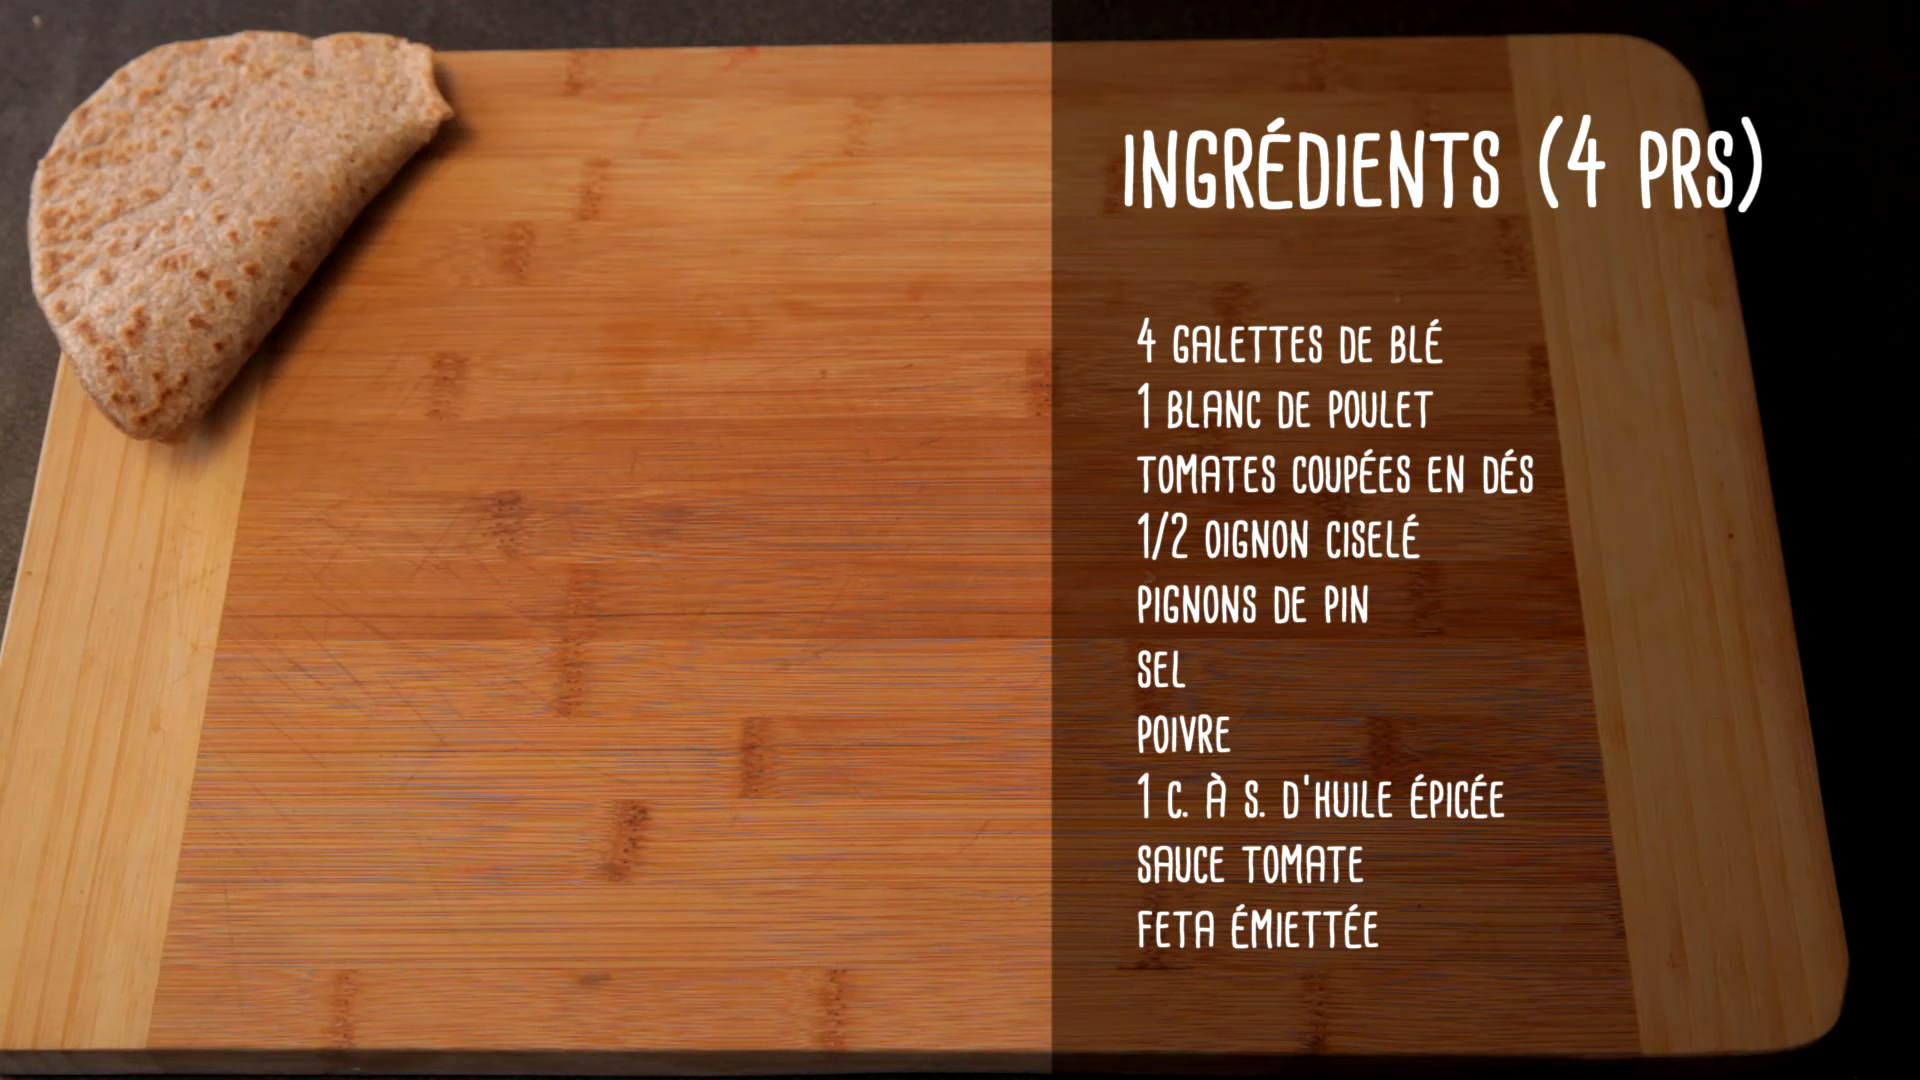 INGRÉDIENTS (4 PRS)
4 GALETTES DE BLÉ
1 BLANC DE POULET
TOMATES COUPÉES EN DÉS
1/2 OIGNON CISELÉ
PIGNONS DE PIN
SEL
POIVRE
1 C. À S. D'HUILE ÉPICÉE
SAUCE TOMATE
FETA ÉMIETTÉE